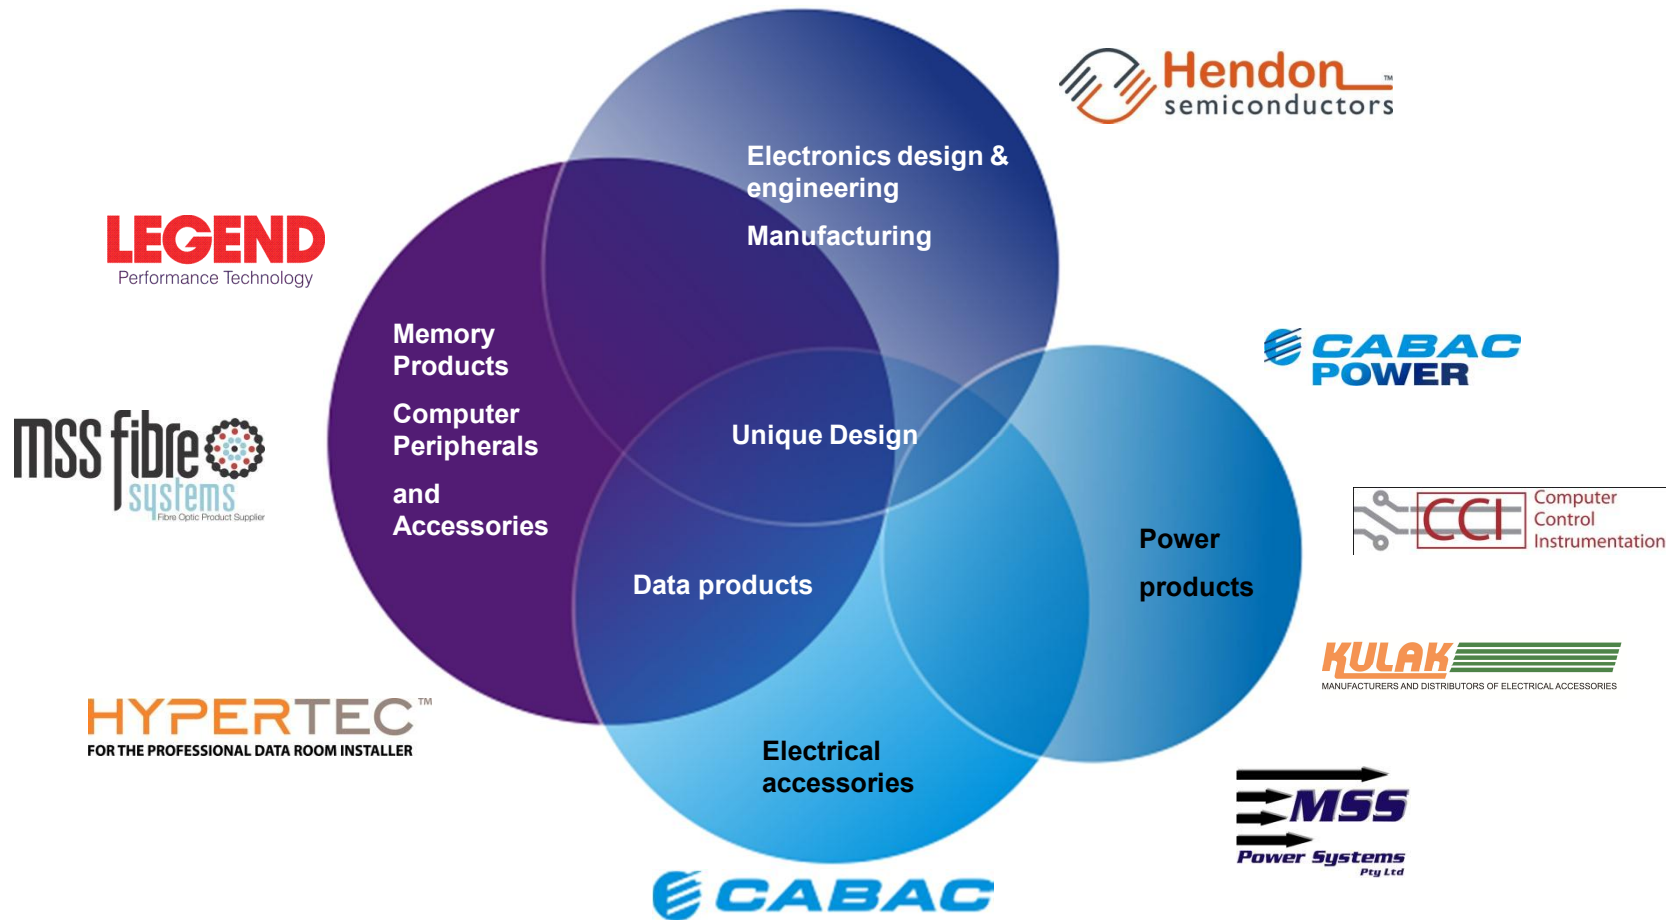 Hendon™
semiconductors
Electronics design &
engineering
Manufacturing
LEGEND
Performance Technology
Memory
Products
Computer
Peripherals
and
Accessories
CABAC
POWER
Unique Design
mss fibre
systems
Fibre Optic Product Supplier
CCI
Computer
Control
Instrumentation
Power
products
Data products
KULAK
MANUFACTURERS AND DISTRIBUTORS OF ELECTRICAL ACCESSORIES
HYPERTEC™
FOR THE PROFESSIONAL DATA ROOM INSTALLER
Electrical
accessories
MSS
Power Systems
Pty Ltd
CABAC